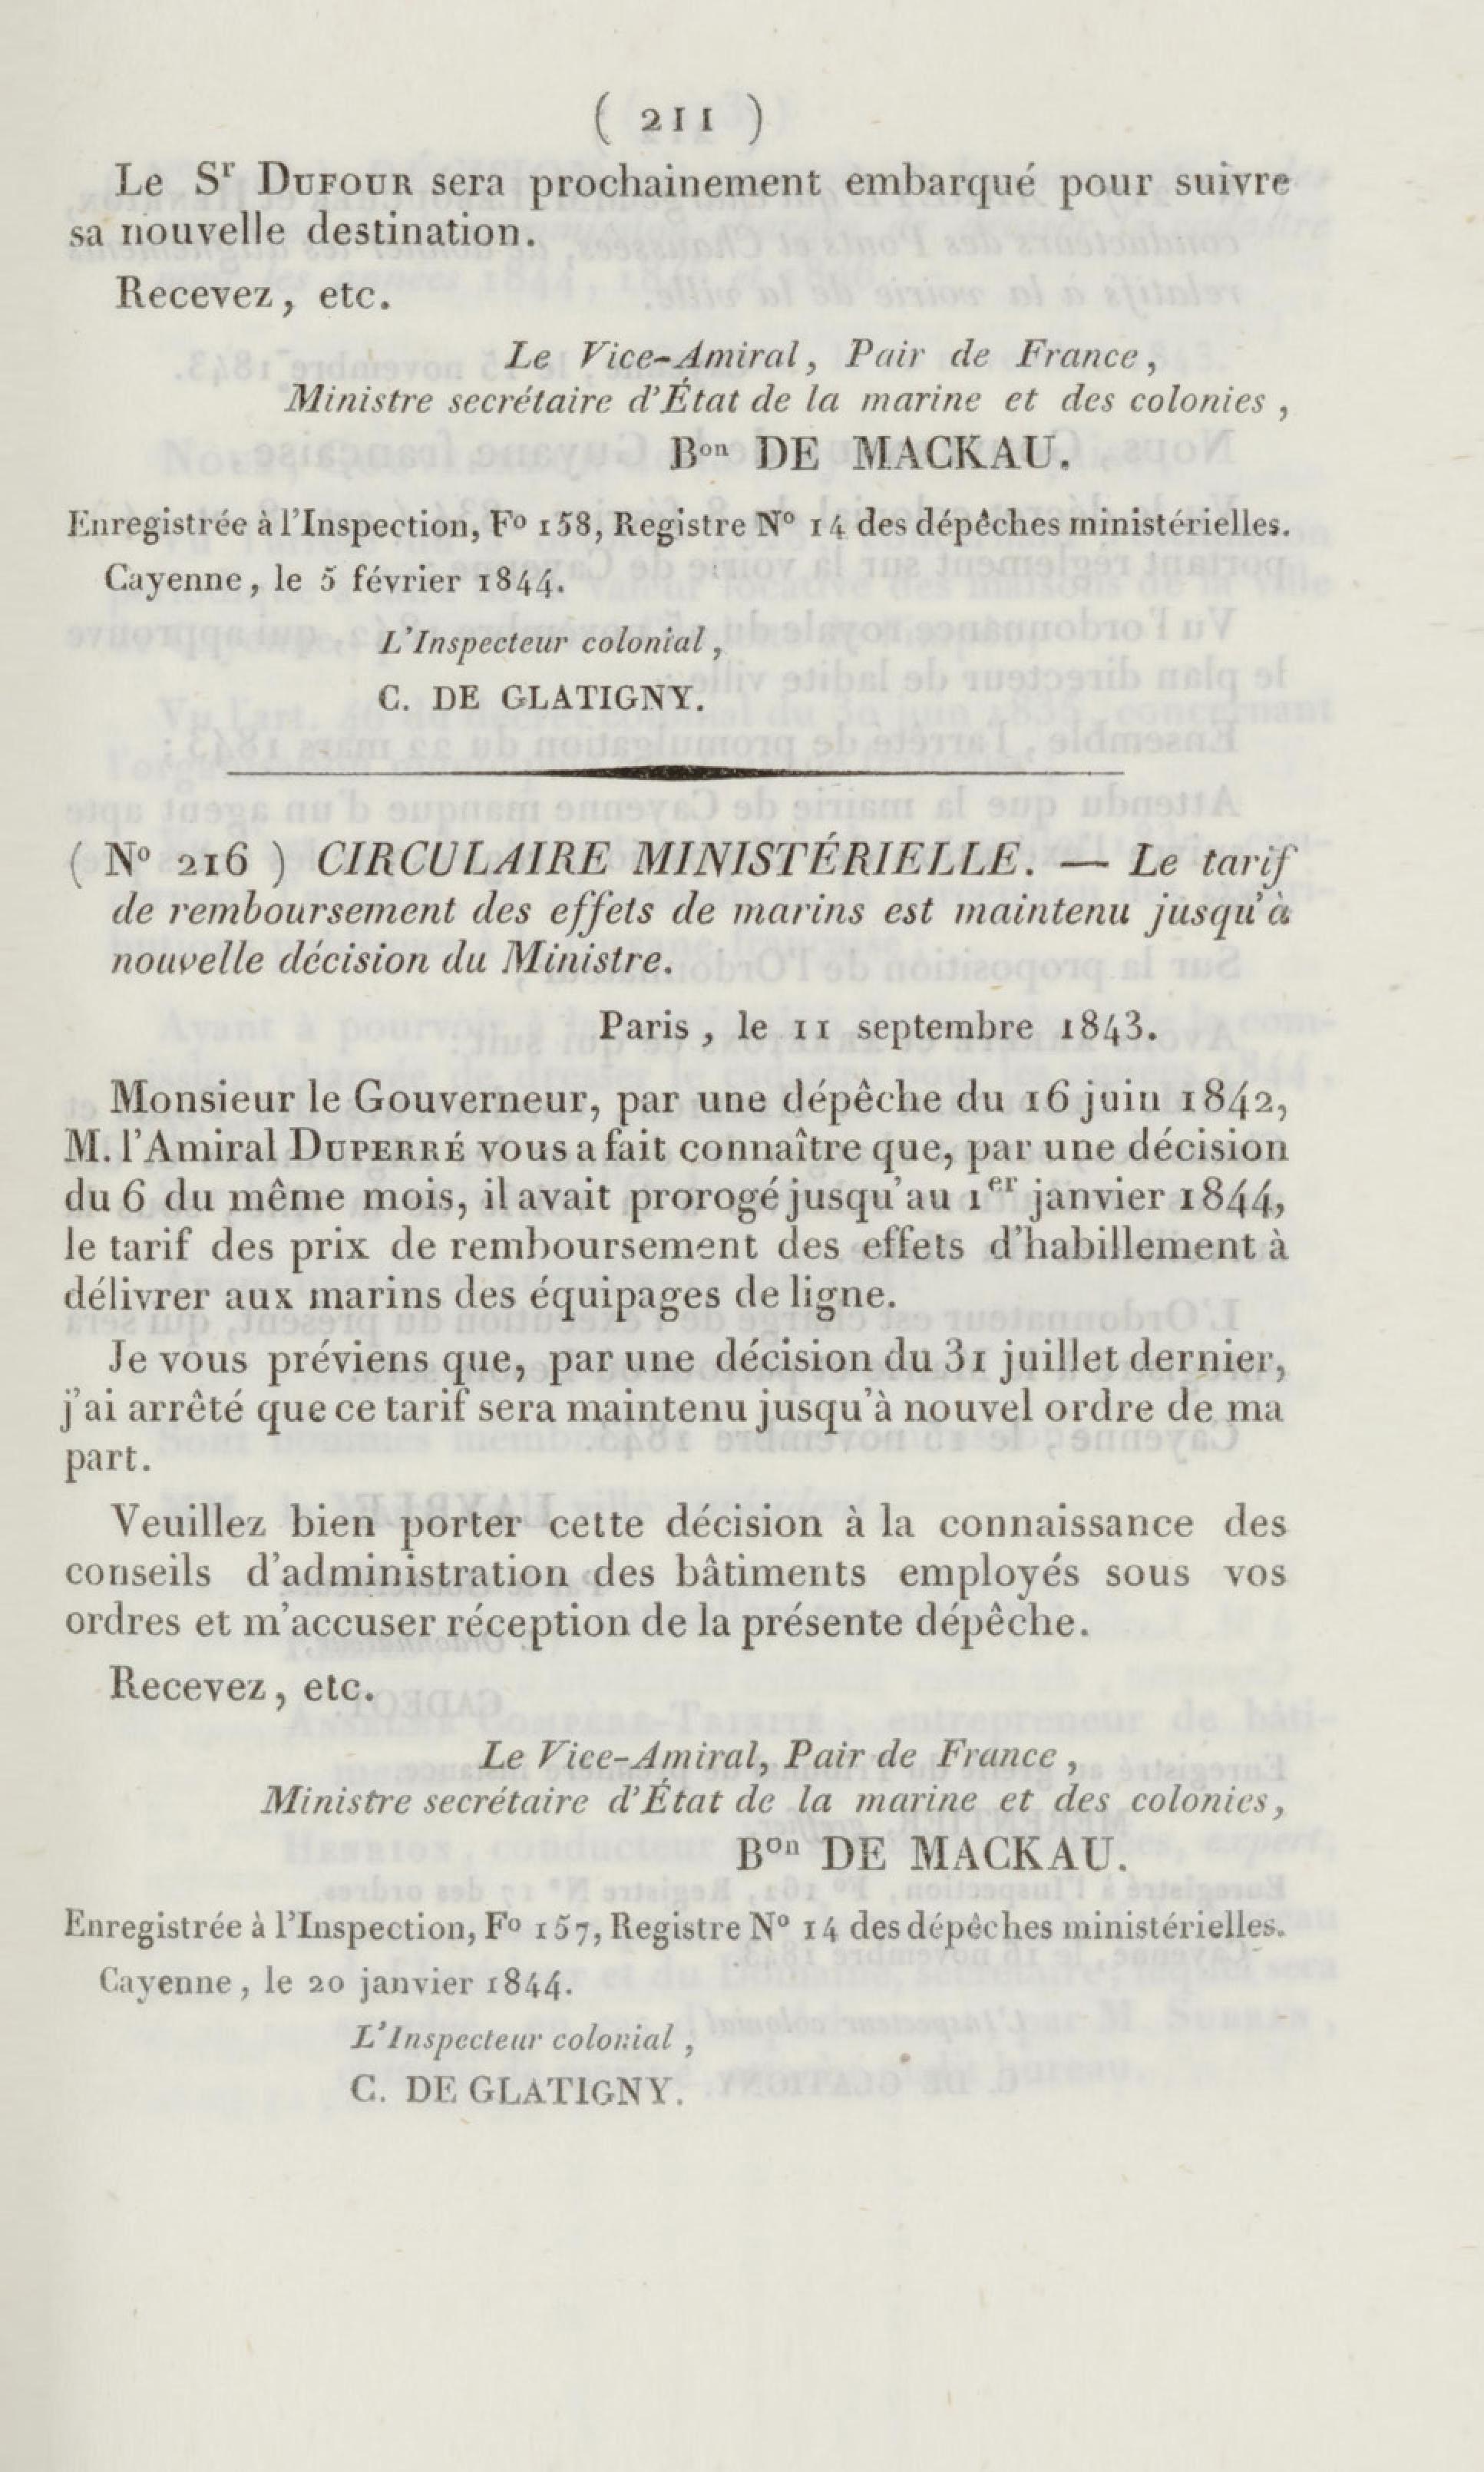 ( 211 )
Le Sr DUFOUR sera prochainement embarqué pour suivre
sa nouvelle destination.
Recevez, etc.
Le Vice-Amiral, Pair de France,
Ministre secrétaire d'État de la marine et des colonies,
Bon DE MACKAU.
Enregistrée à l'Inspection, Fo 158, Registre No 14 des dépêches ministérielles.
Cayenne, le 5 février 1844.
L'Inspecteur colonial,
C. DE GLATIGNY.
( No 216 ) CIRCULAIRE MINISTÉRIELLE. — Le tarif
de remboursement des effets de marins est maintenu jusqu'à
nouvelle décision du Ministre.
Paris, le 11 septembre 1843.
Monsieur le Gouverneur, par une dépêche du 16 juin 1842,
M. l'Amiral DUPERRÉ vous a fait connaître que, par une décision
du 6 du même mois, il avait prorogé jusqu'au 1er janvier 1844,
le tarif des prix de remboursement des effets d'habillement à
délivrer aux marins des équipages de ligne.
Je vous préviens que, par une décision du 31 juillet dernier,
j'ai arrêté que ce tarif sera maintenu jusqu'à nouvel ordre de ma
part.
Veuillez bien porter cette décision à la connaissance des
conseils d'administration des bâtiments employés sous vos
ordres et m'accuser réception de la présente dépêche.
Recevez, etc.
Le Vice-Amiral, Pair de France,
Ministre secrétaire d'État de la marine et des colonies,
Bon DE MACKAU.
Enregistrée à l'Inspection, Fo 157, Registre No 14 des dépêches ministérielles.
Cayenne, le 20 janvier 1844.
L'Inspecteur colonial,
C. DE GLATIGNY.